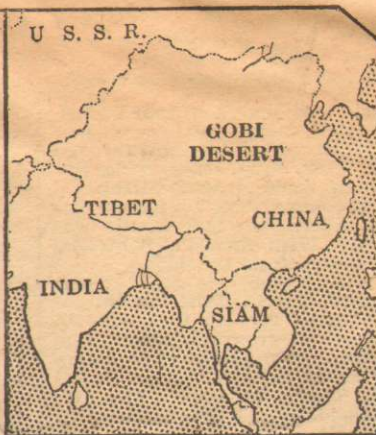 U S. S. R.
GOBI
DESERT
TIBET
CHINA
INDIA
SIAM